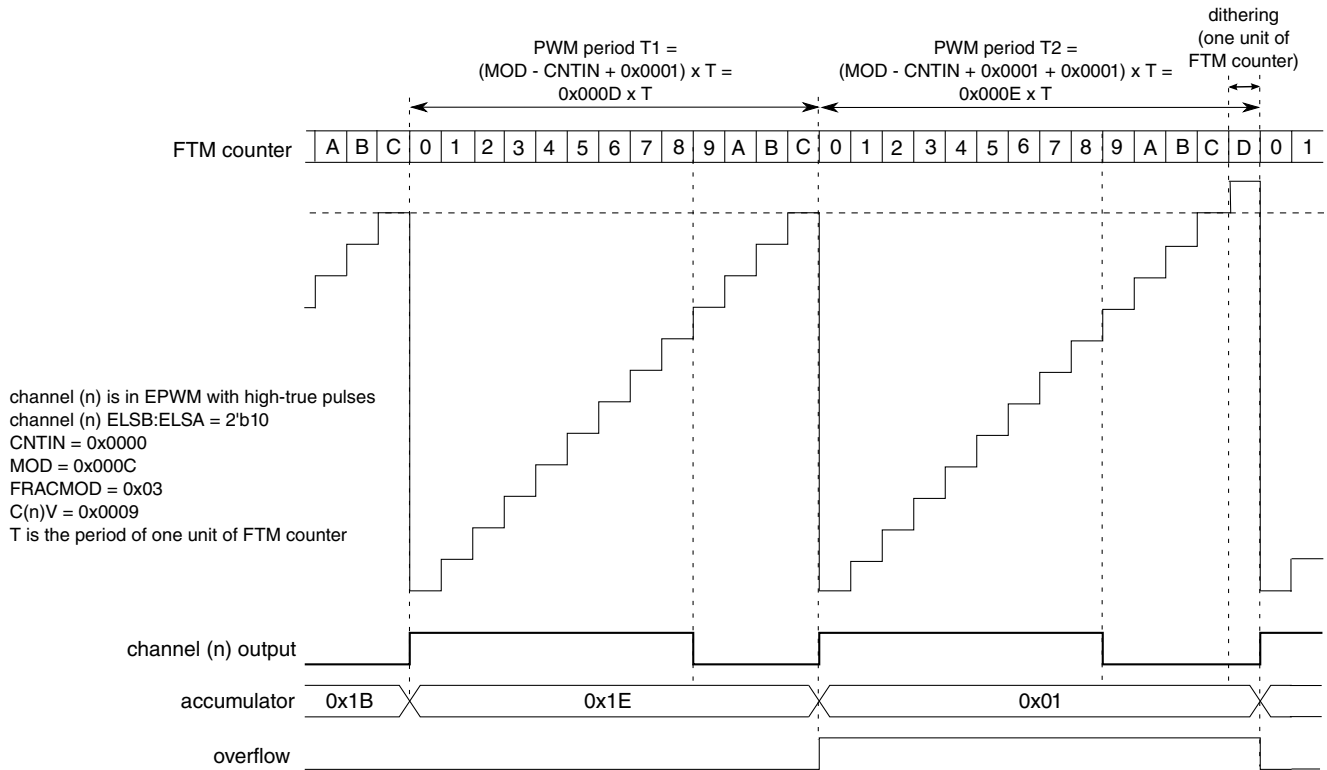 dithering
(one unit of
FTM counter)
PWM period T1 =
(MOD - CNTIN + 0x0001) x T =
0x000D x T
PWM period T2 =
(MOD - CNTIN + 0x0001 + 0x0001) x T =
0x000E x T
FTM counter A B C 0 1 2 3 4 5 6 7 8 9 A B C 0 1 2 3 4 5 6 7 8 9 A B C D 0 1
channel (n) is in EPWM with high-true pulses
channel (n) ELSB:ELSA = 2'b10
CNTIN = 0x0000
MOD = 0x000C
FRACMOD = 0x03
C(n)V = 0x0009
T is the period of one unit of FTM counter
channel (n) output
accumulator 0x1B 0x1E 0x01
overflow